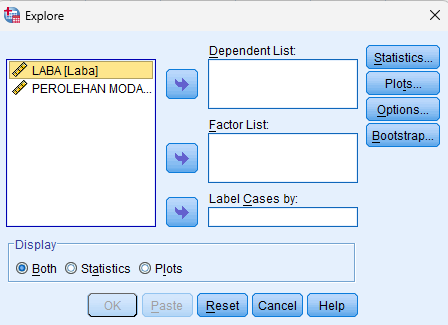 Explore
Dependent List:
LABA [Laba]
PEROLEHAN MODA...
Statistics...
Plots...
Options...
Bootstrap...
Factor List:
Label Cases by:
Display
Both Statistics Plots
OK Paste Reset Cancel Help